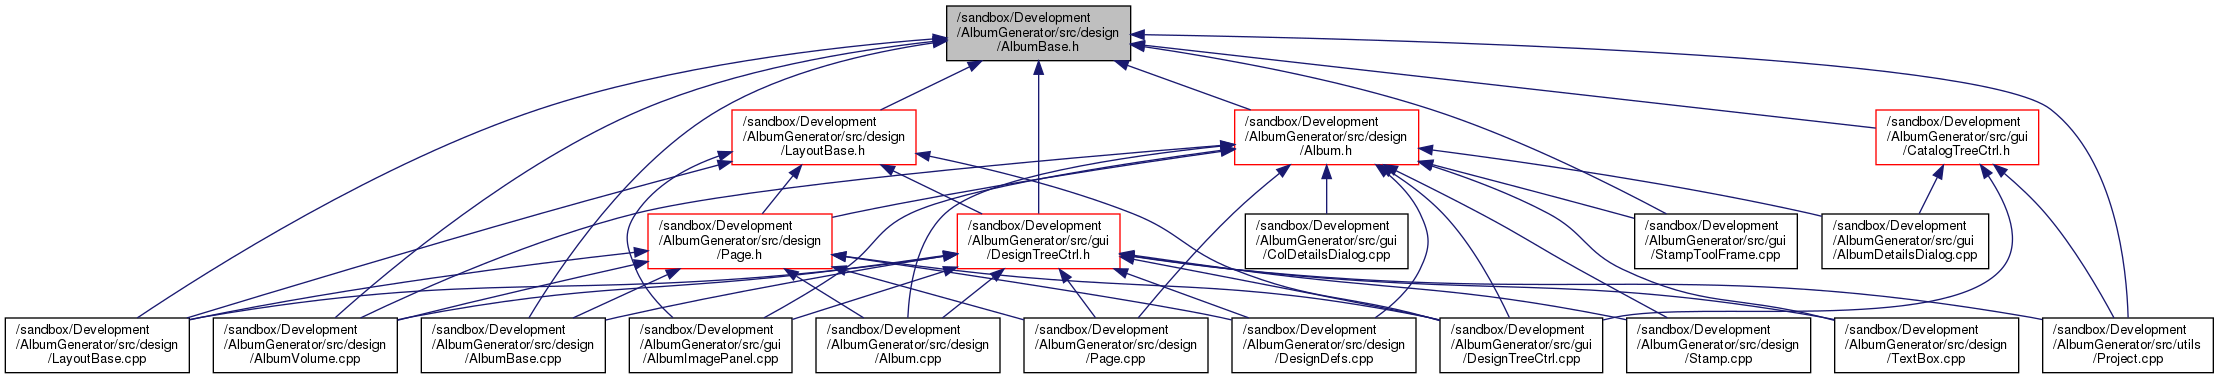 /sandbox/Development
/AlbumGenerator/src/design
/AlbumBase.h
/sandbox/Development
/AlbumGenerator/src/design
/LayoutBase.h
/sandbox/Development
/AlbumGenerator/src/design
/Album.h
/sandbox/Development
/AlbumGenerator/src/gui
/CatalogTreeCtrl.h
/sandbox/Development
/AlbumGenerator/src/design
/Page.h
/sandbox/Development
/AlbumGenerator/src/gui
/DesignTreeCtrl.h
/sandbox/Development
/AlbumGenerator/src/gui
/ColDetailsDialog.cpp
/sandbox/Development
/AlbumGenerator/src/gui
/StampToolFrame.cpp
/sandbox/Development
/AlbumGenerator/src/gui
/AlbumDetailsDialog.cpp
/sandbox/Development
/AlbumGenerator/src/design
/LayoutBase.cpp
/sandbox/Development
/AlbumGenerator/src/design
/AlbumVolume.cpp
/sandbox/Development
/AlbumGenerator/src/design
/AlbumBase.cpp
/sandbox/Development
/AlbumGenerator/src/gui
/AlbumImagePanel.cpp
/sandbox/Development
/AlbumGenerator/src/design
/Album.cpp
/sandbox/Development
/AlbumGenerator/src/design
/Page.cpp
/sandbox/Development
/AlbumGenerator/src/design
/DesignDefs.cpp
/sandbox/Development
/AlbumGenerator/src/gui
/DesignTreeCtrl.cpp
/sandbox/Development
/AlbumGenerator/src/design
/Stamp.cpp
/sandbox/Development
/AlbumGenerator/src/design
/TextBox.cpp
/sandbox/Development
/AlbumGenerator/src/utils
/Project.cpp